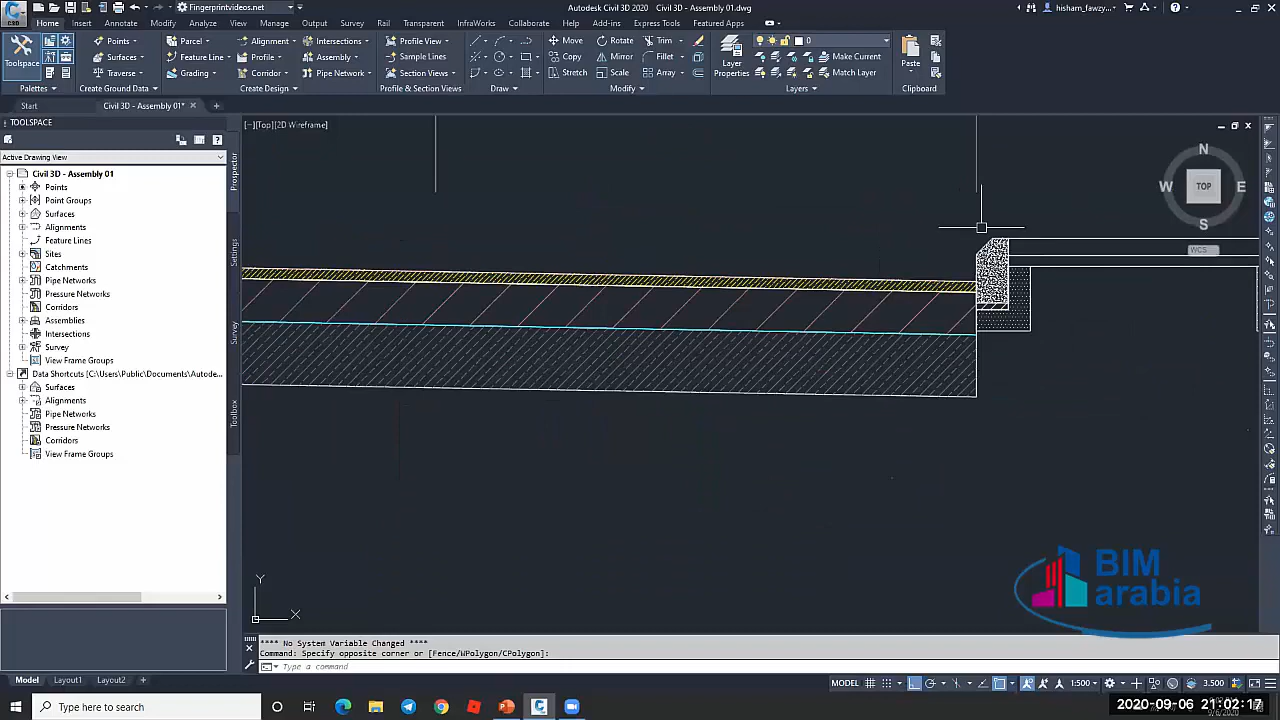 C3D
Fingerprintvideos.net
Autodesk Civil 3D 2020
Civil 3D - Assembly 01.dwg
hisham_fawzy...
Home
Insert
Annotate
Modify
Analyze
View
Manage
Output
Survey
Rail
Transparent
InfraWorks
Collaborate
Help
Add-ins
Express Tools
Featured Apps
Toolspace
Palettes
Points
Surfaces
Traverse
Create Ground Data
Parcel
Feature Line
Grading
Alignment
Profile
Corridor
Intersections
Assembly
Pipe Network
Create Design
Profile View
Sample Lines
Section Views
Profile & Section Views
Draw
Move
Copy
Stretch
Rotate
Mirror
Scale
Trim
Fillet
Array
Modify
Layer
Properties
0
Make Current
Match Layer
Layers
Paste
Clipboard
Start
Civil 3D - Assembly 01*
TOOLSPACE
Active Drawing View
Civil 3D - Assembly 01
Points
Point Groups
Surfaces
Alignments
Feature Lines
Sites
Catchments
Pipe Networks
Pressure Networks
Corridors
Assemblies
Intersections
Survey
View Frame Groups
Data Shortcuts [C:\Users\Public\Documents\Autode...
Surfaces
Alignments
Pipe Networks
Pressure Networks
Corridors
View Frame Groups
Prospector
Settings
Survey
Toolbox
[−][Top][2D Wireframe]
N
W
TOP
E
S
WCS
Y
X
BIM
arabia
**** No System Variable Changed ****
Command: Specify opposite corner or [Fence/WPolygon/CPolygon]:
Type a command
Model
Layout1
Layout2
MODEL
1:500
3.500
Type here to search
2020-09-06 21:02:17